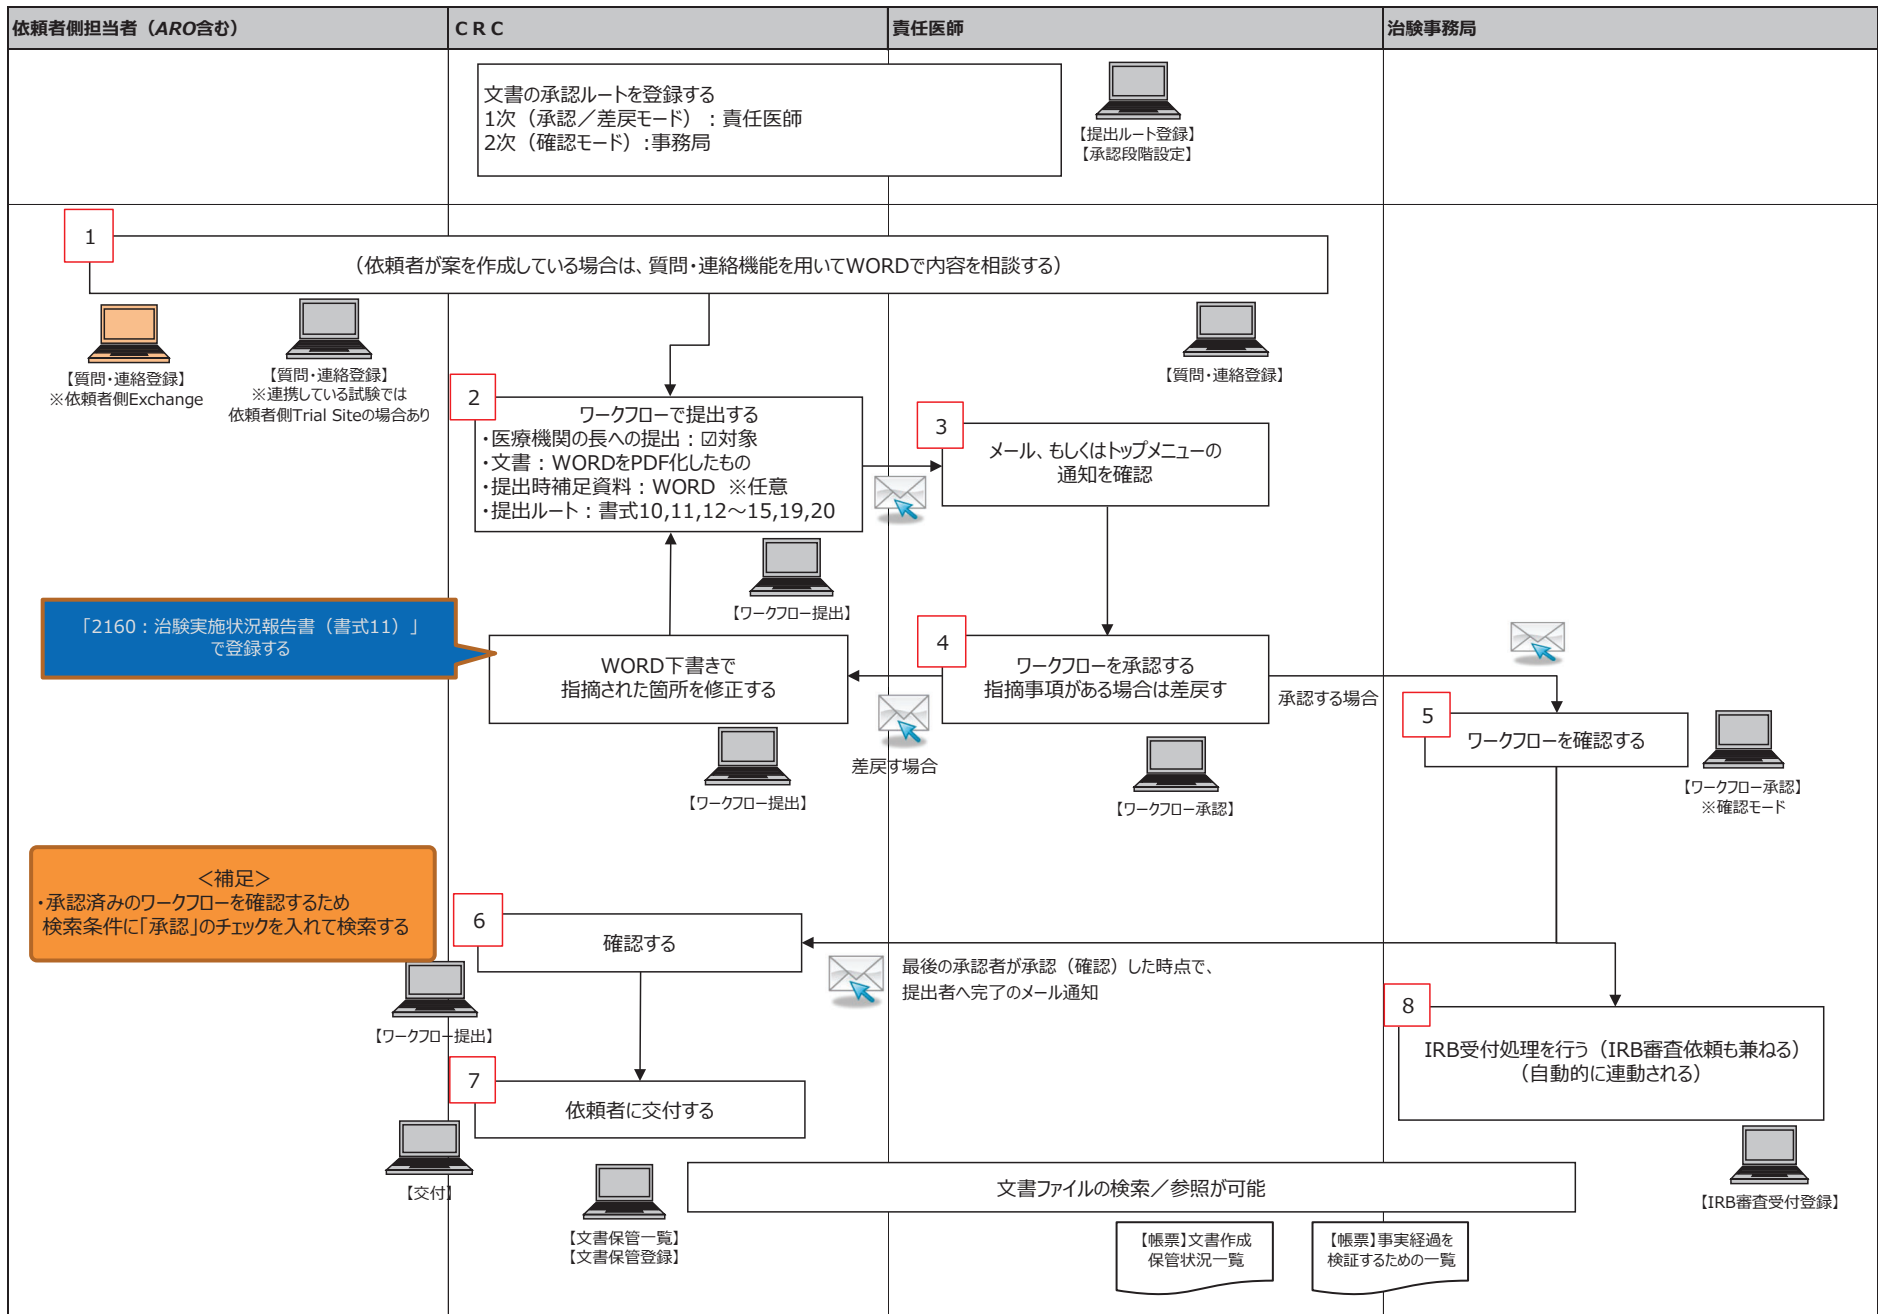 依頼者側担当者（ARO含む）
ＣＲＣ
責任医師
治験事務局
文書の承認ルートを登録する
1次（承認／差戻モード）：責任医師
2次（確認モード）:事務局
【提出ルート登録】
【承認段階設定】
1
（依頼者が案を作成している場合は、質問・連絡機能を用いてWORDで内容を相談する）
【質問・連絡登録】
※依頼者側Exchange
【質問・連絡登録】
※連携している試験では
依頼者側Trial Siteの場合あり
【質問・連絡登録】
2
ワークフローで提出する
・医療機関の長への提出：☑対象
・文書：WORDをPDF化したもの
・提出時補足資料：WORD ※任意
・提出ルート：書式10,11,12～15,19,20
【ワークフロー提出】
3
メール、もしくはトップメニューの
通知を確認
「2160：治験実施状況報告書（書式11）」
で登録する
WORD下書きで
指摘された箇所を修正する
【ワークフロー提出】
4
ワークフローを承認する
指摘事項がある場合は差戻す
差戻す場合
【ワークフロー承認】
承認する場合
5
ワークフローを確認する
【ワークフロー承認】
※確認モード
＜補足＞
・承認済みのワークフローを確認するため
検索条件に「承認」のチェックを入れて検索する
【ワークフロー提出】
6
確認する
最後の承認者が承認（確認）した時点で、
提出者へ完了のメール通知
7
依頼者に交付する
【交付】
8
IRB受付処理を行う（IRB審査依頼も兼ねる）
（自動的に連動される）
【IRB審査受付登録】
文書ファイルの検索／参照が可能
【文書保管一覧】
【文書保管登録】
【帳票】文書作成
保管状況一覧
【帳票】事実経過を
検証するための一覧